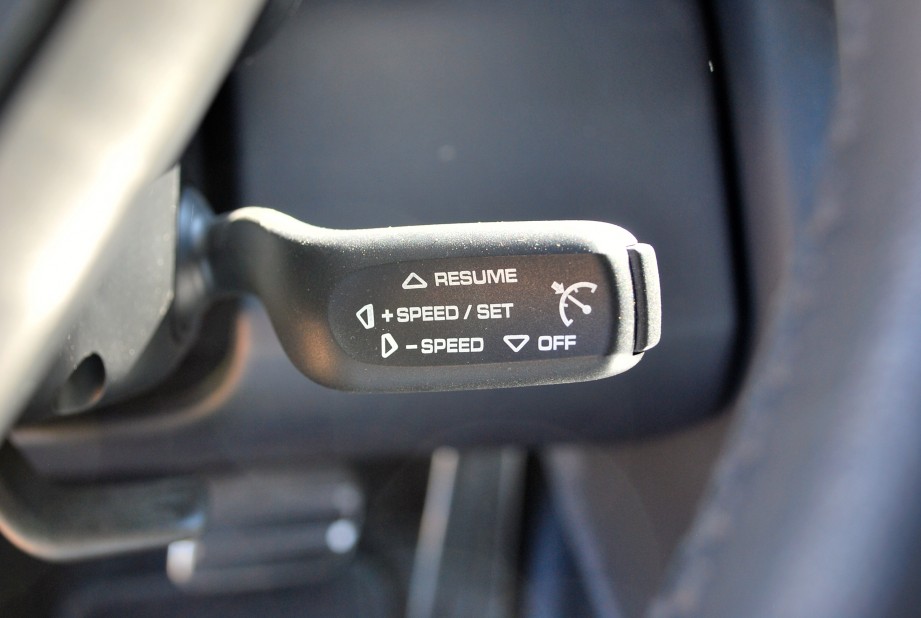 RESUME
+SPEED / SET
-SPEED OFF